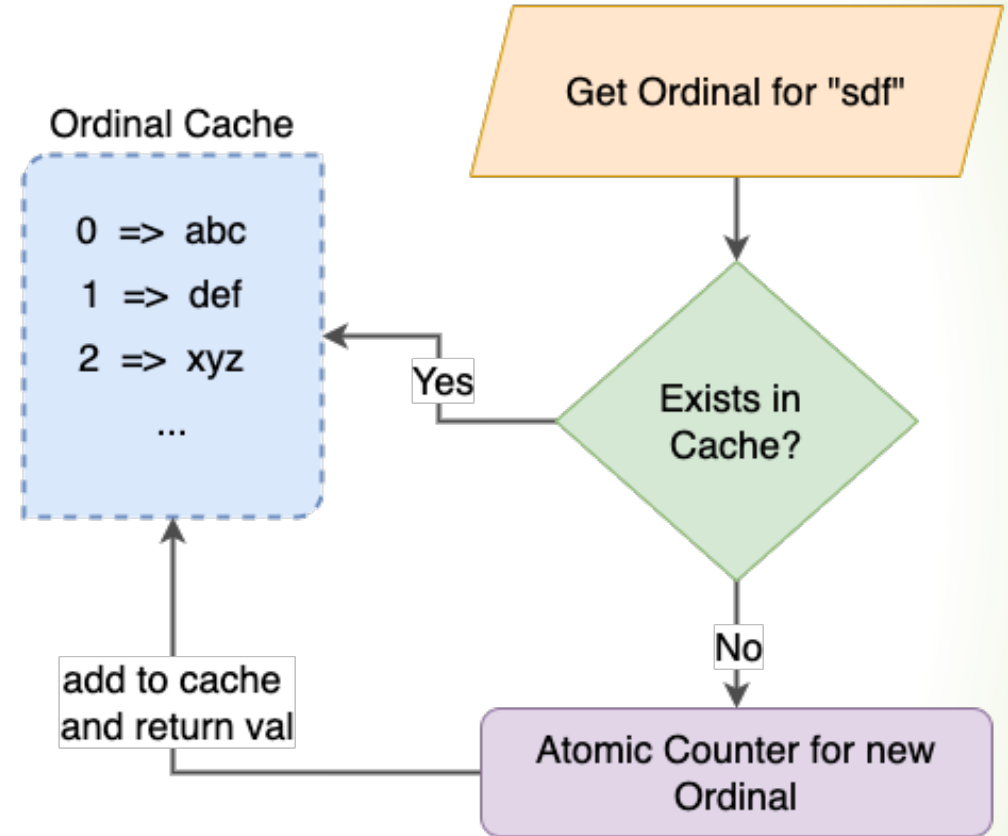 Get Ordinal for "sdf"
Ordinal Cache
0 => abc
1 => def
2 => xyz
...
Yes
Exists in
Cache?
No
add to cache
and return val
Atomic Counter for new
Ordinal